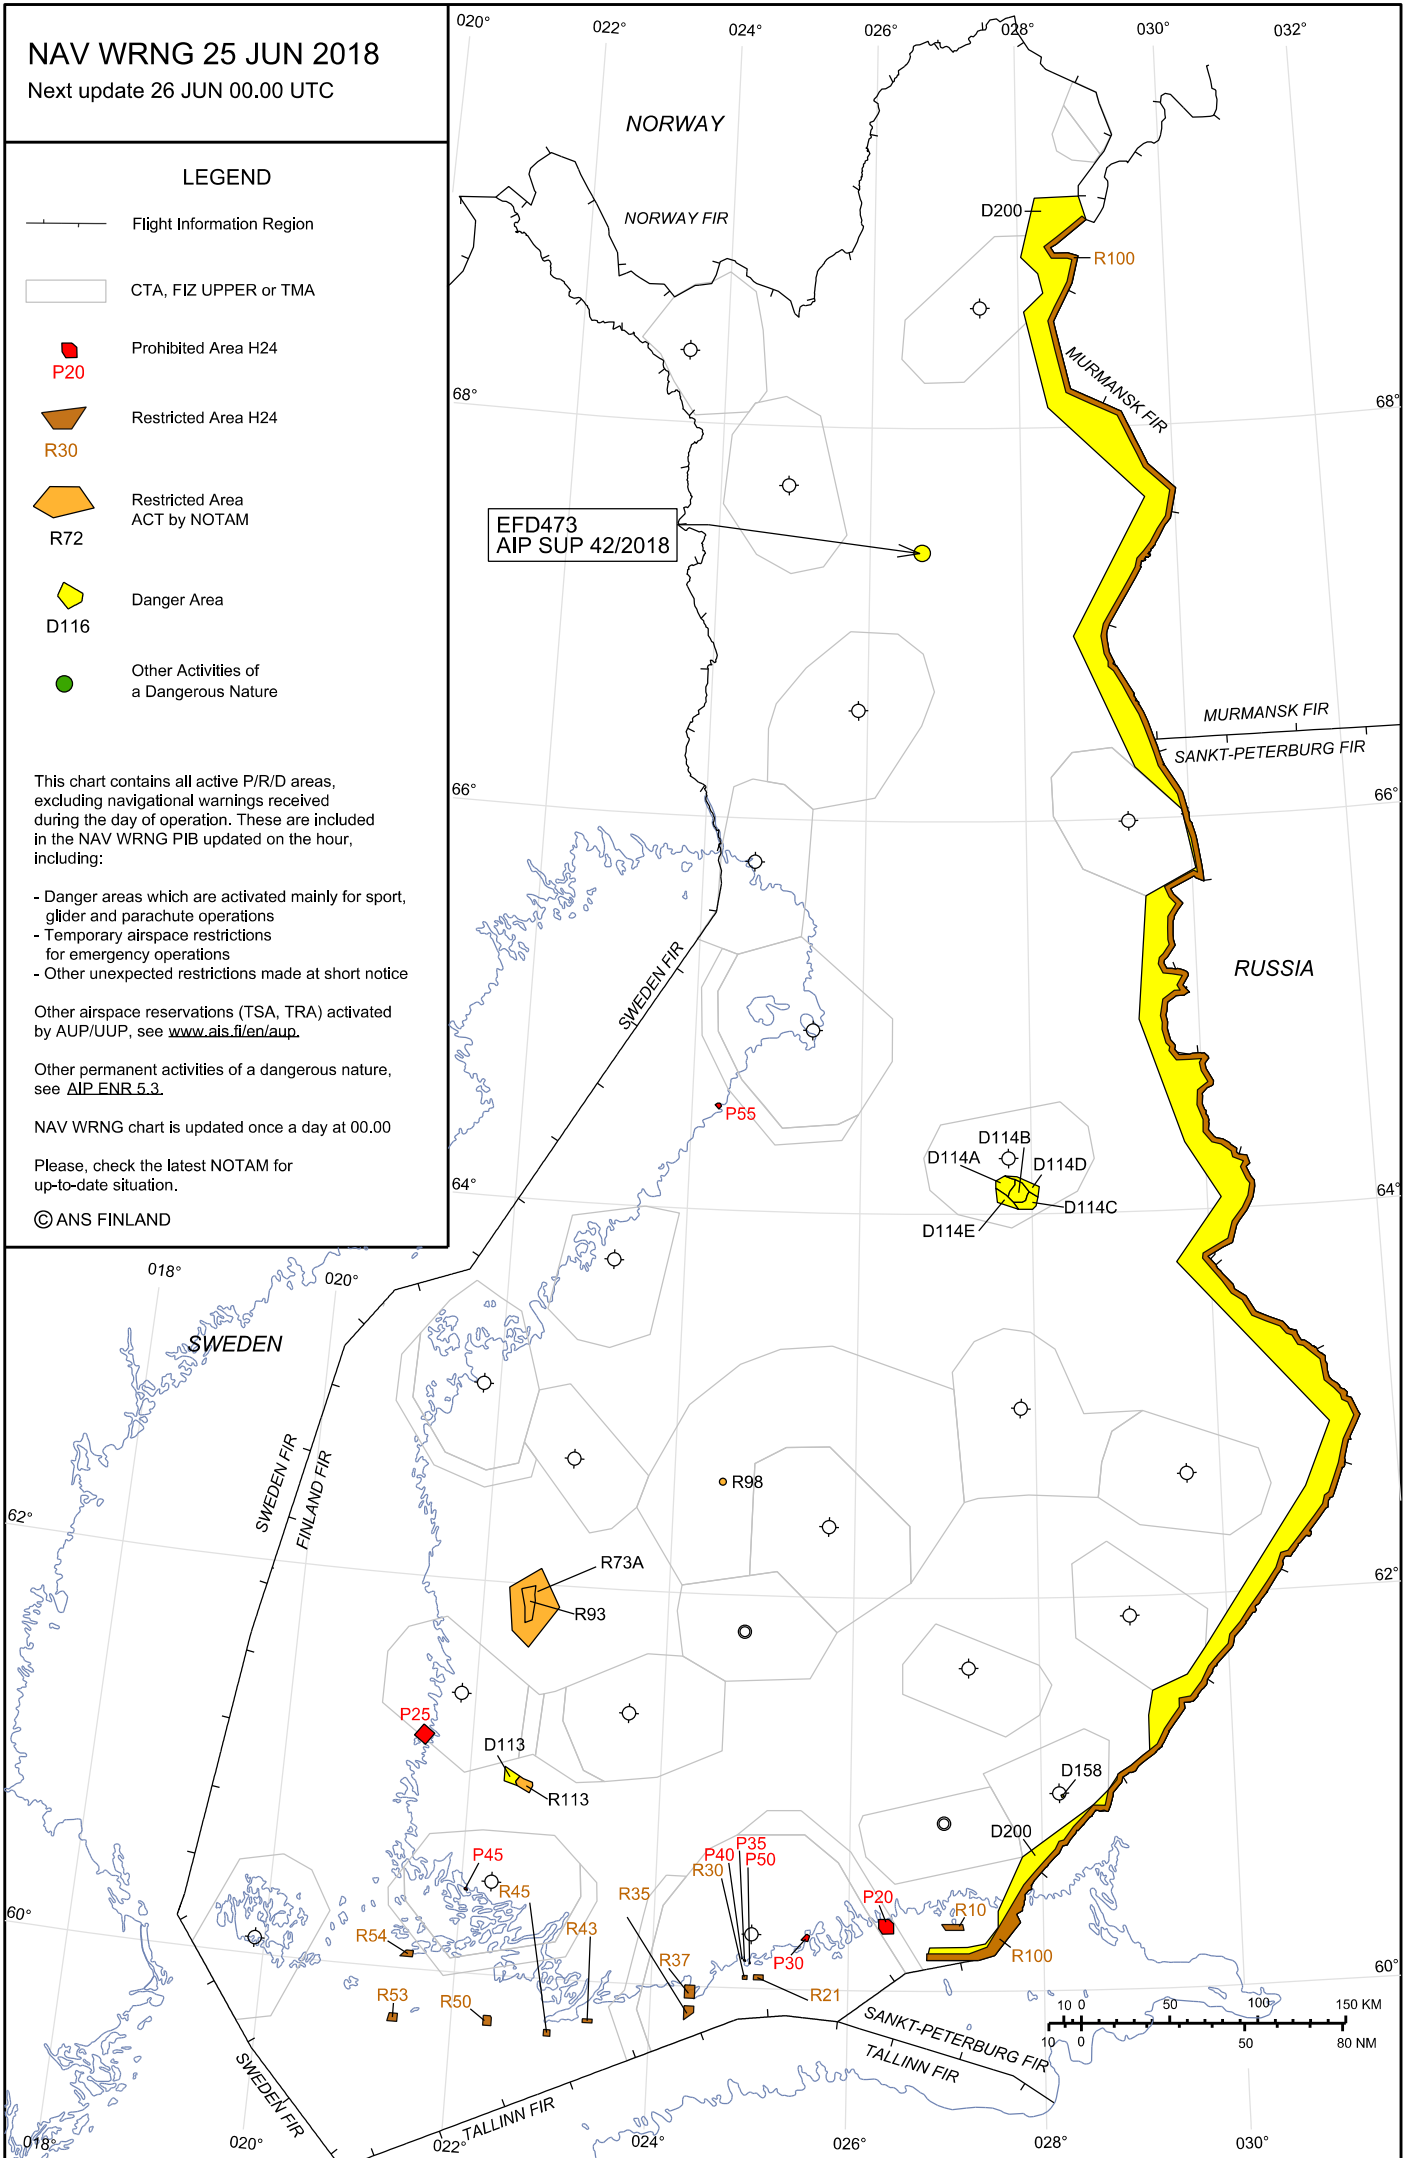 NAV WRNG 25 JUN 2018
Next update 26 JUN 00.00 UTC
LEGEND
Flight Information Region
CTA, FIZ UPPER or TMA
Prohibited Area H24
P20
Restricted Area H24
R30
Restricted Area
ACT by NOTAM
R72
Danger Area
D116
Other Activities of
a Dangerous Nature
This chart contains all active P/R/D areas,
excluding navigational warnings received
during the day of operation. These are included
in the NAV WRNG PIB updated on the hour,
including:
- Danger areas which are activated mainly for sport,
glider and parachute operations
- Temporary airspace restrictions
for emergency operations
- Other unexpected restrictions made at short notice
Other airspace reservations (TSA, TRA) activated
by AUP/UUP, see www.ais.fi/en/aup.
Other permanent activities of a dangerous nature,
see AIP ENR 5.3.
NAV WRNG chart is updated once a day at 00.00
Please, check the latest NOTAM for
up-to-date situation.
© ANS FINLAND
020°
022°
024°
026°
028°
030°
032°
NORWAY
NORWAY FIR
D200
R100
MURMANSK FIR
68°
68°
EFD473
AIP SUP 42/2018
MURMANSK FIR
SANKT-PETERBURG FIR
66°
66°
SWEDEN FIR
RUSSIA
P55
D114B
D114A
D114D
D114C
D114E
64°
64°
018°
020°
SWEDEN
SWEDEN FIR
FINLAND FIR
R98
62°
62°
R73A
R93
P25
D113
R113
D158
D200
P45
R45
R54
R43
R53
R50
R35
R37
P40
P35
P50
R30
P30
R21
P20
R10
R100
60°
60°
10 0 50 100 150 KM
10 0 50 80 NM
SANKT-PETERBURG FIR
TALLINN FIR
SWEDEN FIR
TALLINN FIR
018°
020°
022°
024°
026°
028°
030°